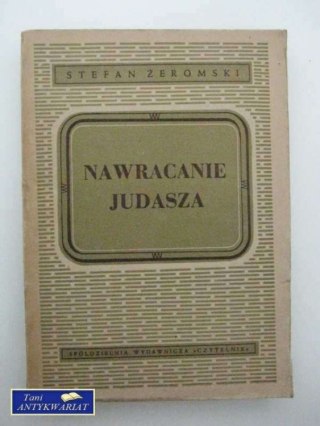 STEFAN ŻEROMSKI
NAWRACANIE
JUDASZA
SPÓŁDZIELNIA WYDAWNICZA »CZYTELNIK«
Tani
ANTYKWARIAT